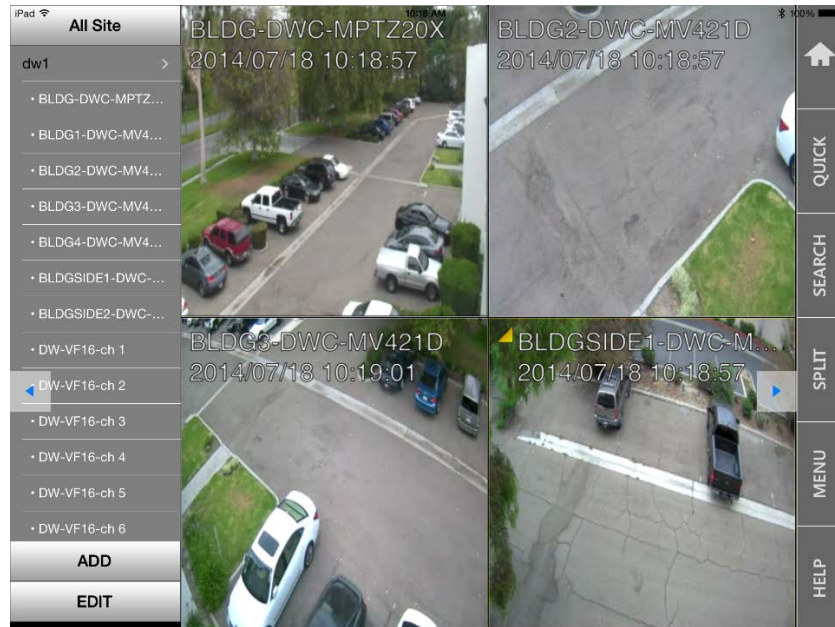 iPad
10:18 AM
100%
All Site
dw1
• BLDG-DWC-MPTZ...
• BLDG1-DWC-MV4...
• BLDG2-DWC-MV4...
• BLDG3-DWC-MV4...
• BLDG4-DWC-MV4...
• BLDGSIDE1-DWC-...
• BLDGSIDE2-DWC-...
• DW-VF16-ch 1
• DW-VF16-ch 2
• DW-VF16-ch 3
• DW-VF16-ch 4
• DW-VF16-ch 5
• DW-VF16-ch 6
ADD
EDIT
BLDG-DWC-MPTZ20X
2014/07/18 10:18:57
BLDG2-DWC-MV421D
2014/07/18 10:18:57
BLDG3-DWC-MV421D
2014/07/18 10:19:01
BLDGSIDE1-DWC-M...
2014/07/18 10:18:57
QUICK
SEARCH
SPLIT
MENU
HELP